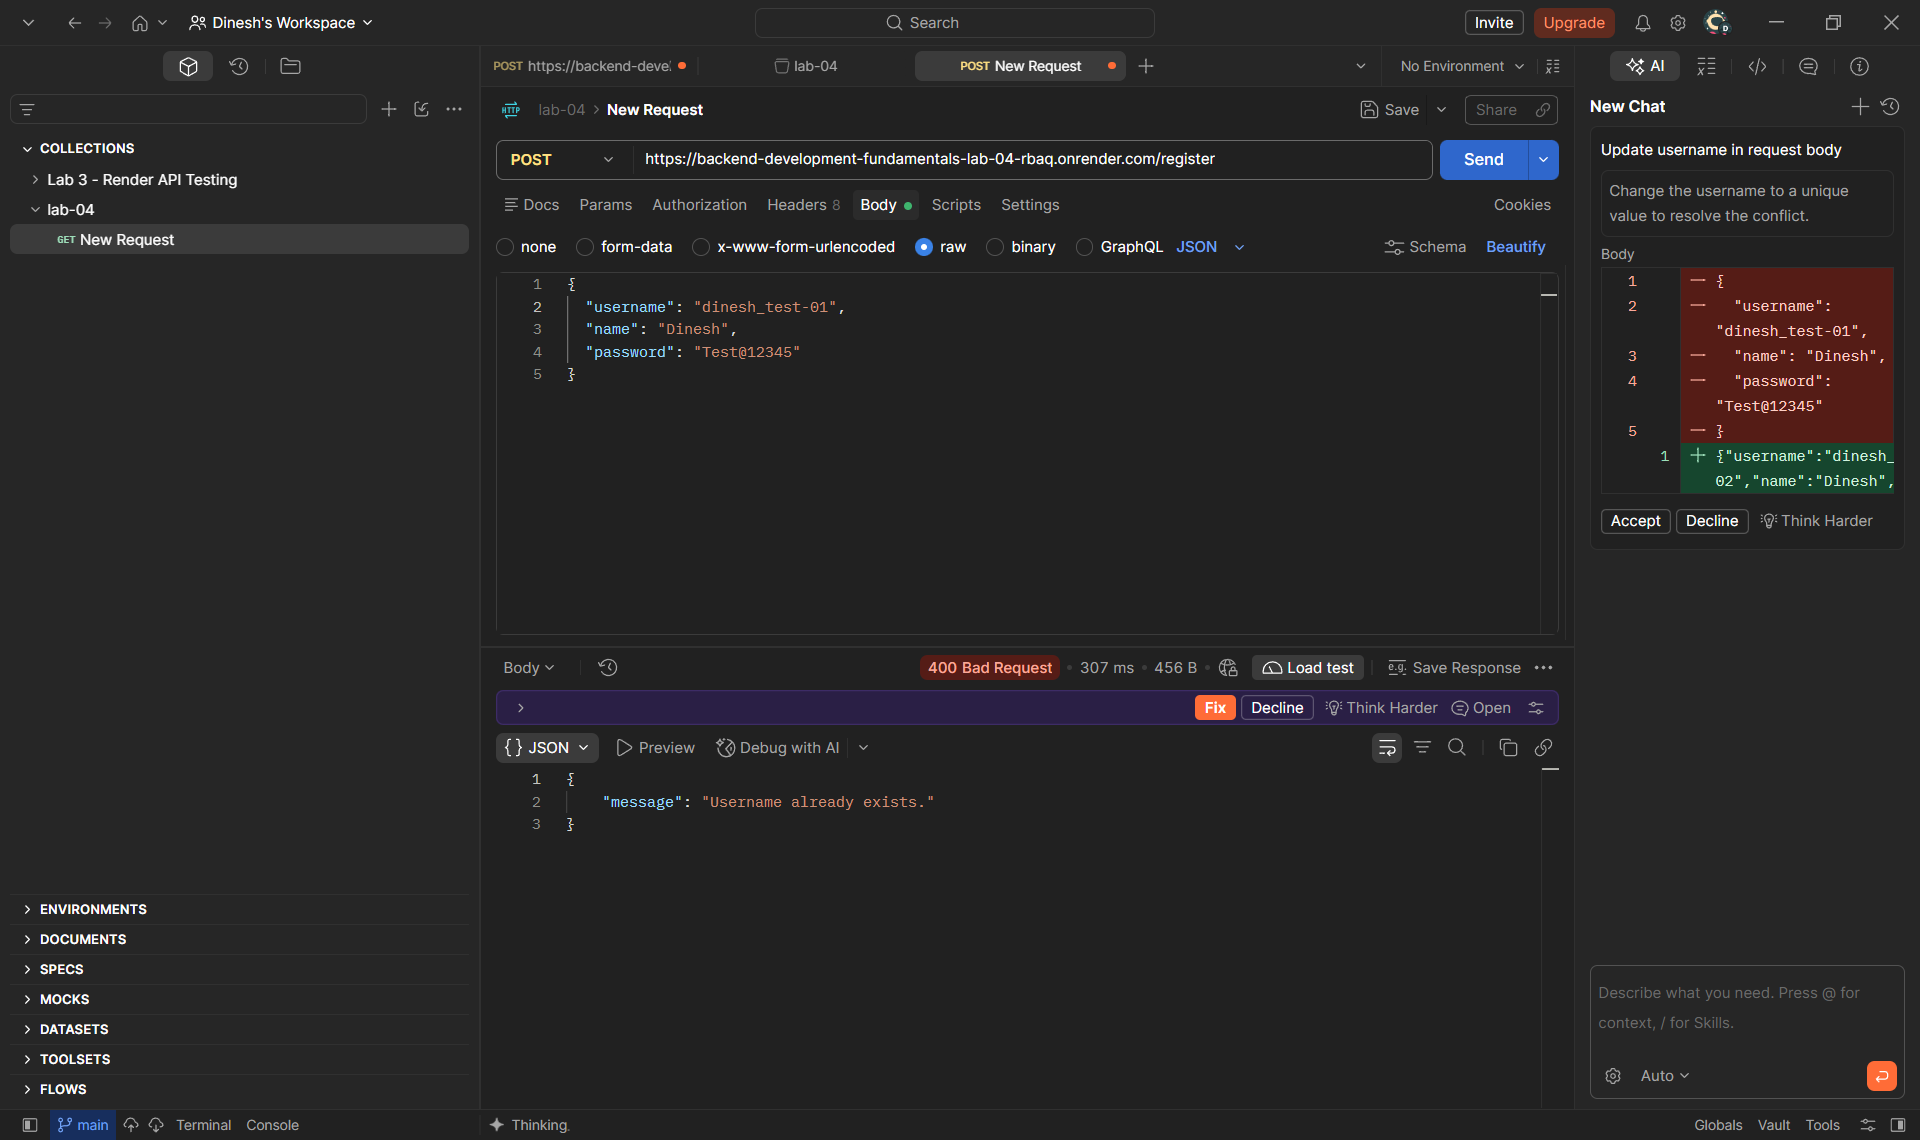 Dinesh's Workspace
Search
Invite
Upgrade
POST https://backend-devel
lab-04
POST New Request
No Environment
AI
lab-04 > New Request
Save
Share
New Chat
COLLECTIONS
Lab 3 - Render API Testing
lab-04
GET New Request
POST
https://backend-development-fundamentals-lab-04-rbaq.onrender.com/register
Send
Docs
Params
Authorization
Headers 8
Body
Scripts
Settings
Cookies
none
form-data
x-www-form-urlencoded
raw
binary
GraphQL
JSON
Schema
Beautify
1 {
2 "username": "dinesh_test-01",
3 "name": "Dinesh",
4 "password": "Test@12345"
5 }
Update username in request body
Change the username to a unique
value to resolve the conflict.
Body
1 — {
2 — "username":
"dinesh_test-01",
3 — "name": "Dinesh",
4 — "password":
"Test@12345"
5 — }
1 + {"username":"dinesh_
02","name":"Dinesh",
Accept
Decline
Think Harder
Body
400 Bad Request
307 ms
456 B
Load test
e.g. Save Response
Fix
Decline
Think Harder
Open
{} JSON
Preview
Debug with AI
1 {
2 "message": "Username already exists."
3 }
ENVIRONMENTS
DOCUMENTS
SPECS
MOCKS
DATASETS
TOOLSETS
FLOWS
Describe what you need. Press @ for
context, / for Skills.
Auto
main
Terminal
Console
Thinking.
Globals
Vault
Tools